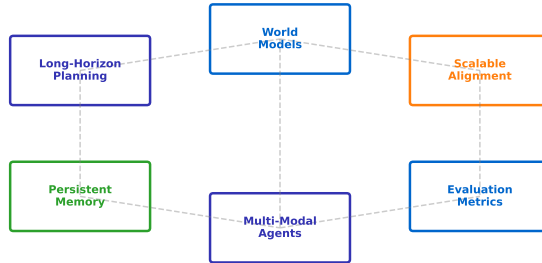 World
Models
Long-Horizon
Planning
Scalable
Alignment
Persistent
Memory
Evaluation
Metrics
Multi-Modal
Agents